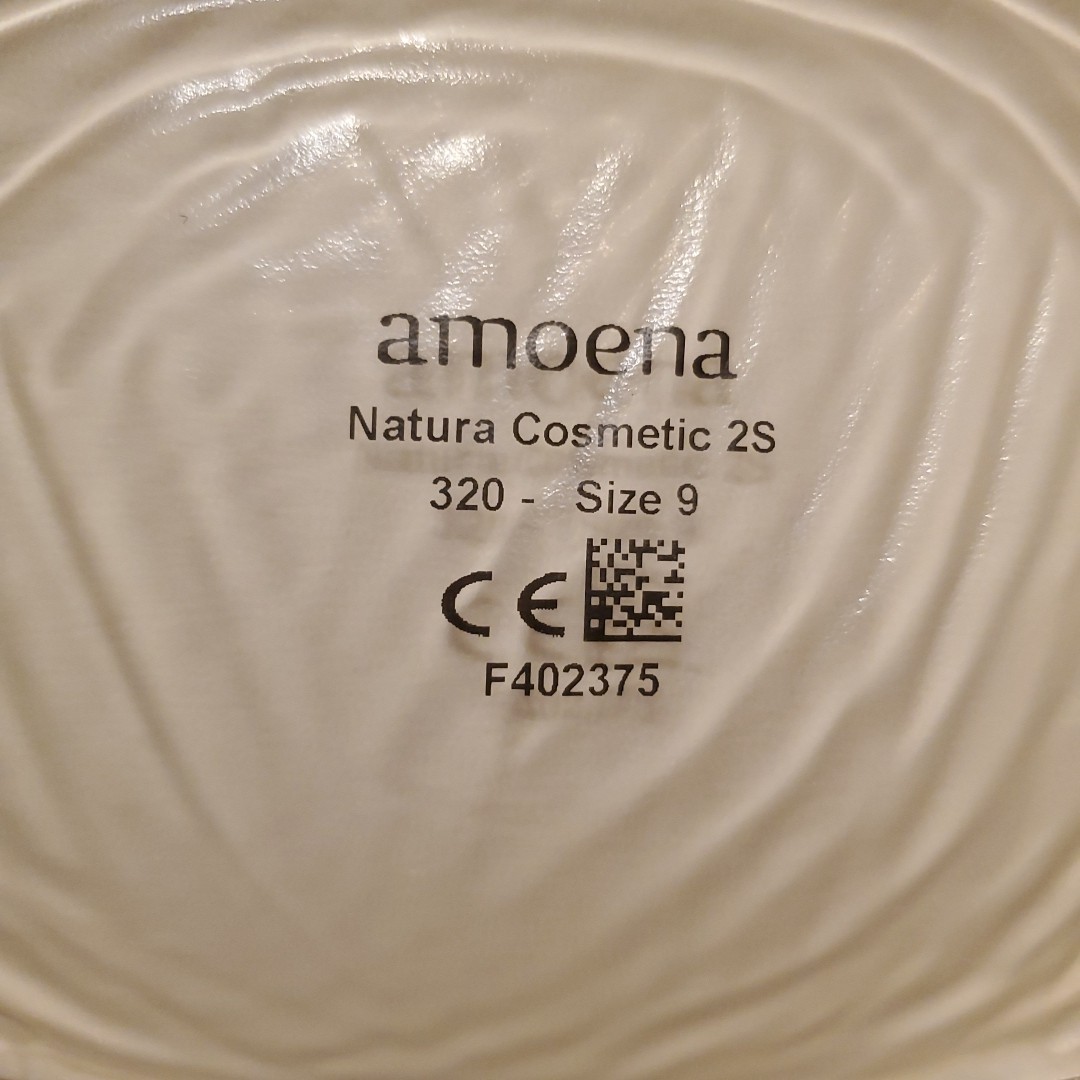 amoena
Natura Cosmetic 2S
320 - Size 9
CE
F402375